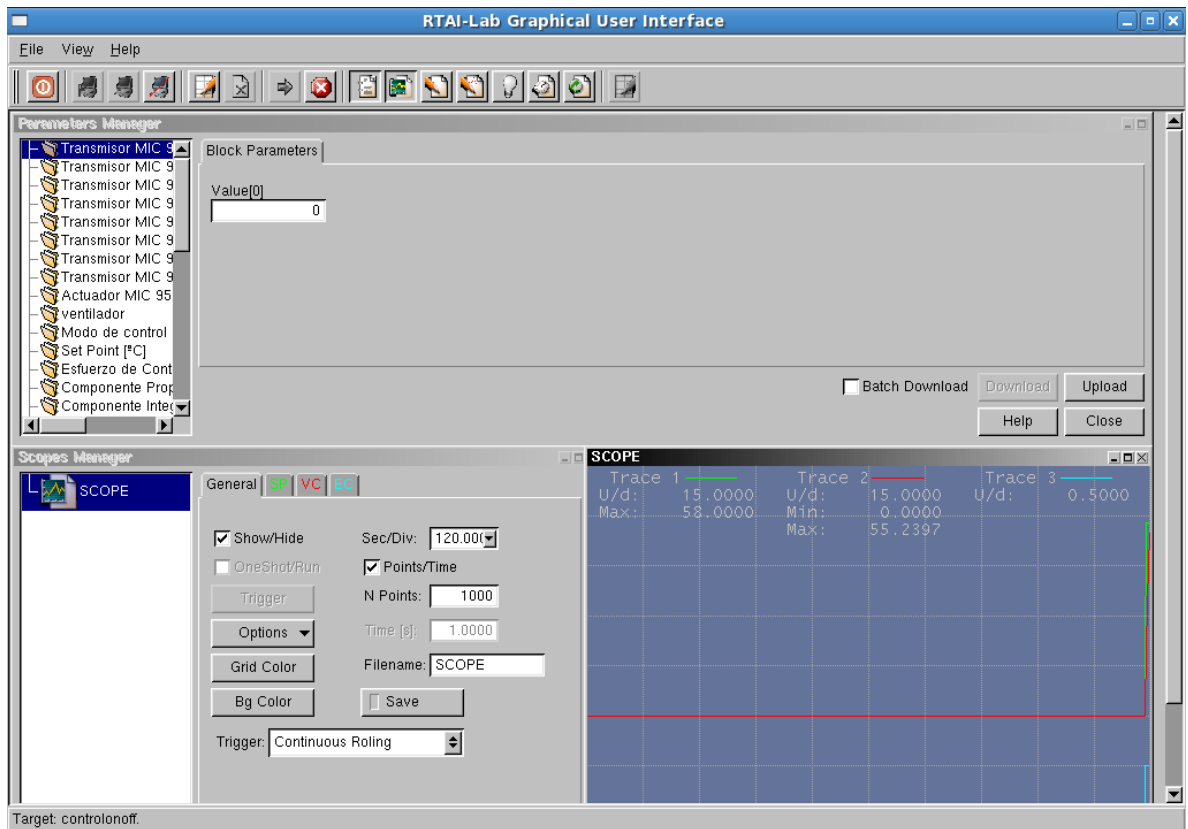 RTAI-Lab Graphical User Interface
File View Help
Parameters Manager
Transmisor MIC 9
Transmisor MIC 9
Transmisor MIC 9
Transmisor MIC 9
Transmisor MIC 9
Transmisor MIC 9
Transmisor MIC 9
Transmisor MIC 9
Actuador MIC 95
ventilador
Modo de control
Set Point [ºC]
Esfuerzo de Cont
Componente Prop
Componente Integ
Block Parameters
Value[0]
0
Batch Download Download Upload
Help Close
Scopes Manager
SCOPE
General SP VC EC
Show/Hide Sec/Div: 120.00
OneShot/Run Points/Time
Trigger N Points: 1000
Options Time [s]: 1.0000
Grid Color Filename: SCOPE
Bg Color Save
Trigger: Continuous Roling
SCOPE
Trace 1 Trace 2 Trace 3
U/d: 15.0000 U/d: 15.0000 U/d: 0.5000
Max: 58.0000 Min: 0.0000
Max: 55.2397
Target: controlonoff.